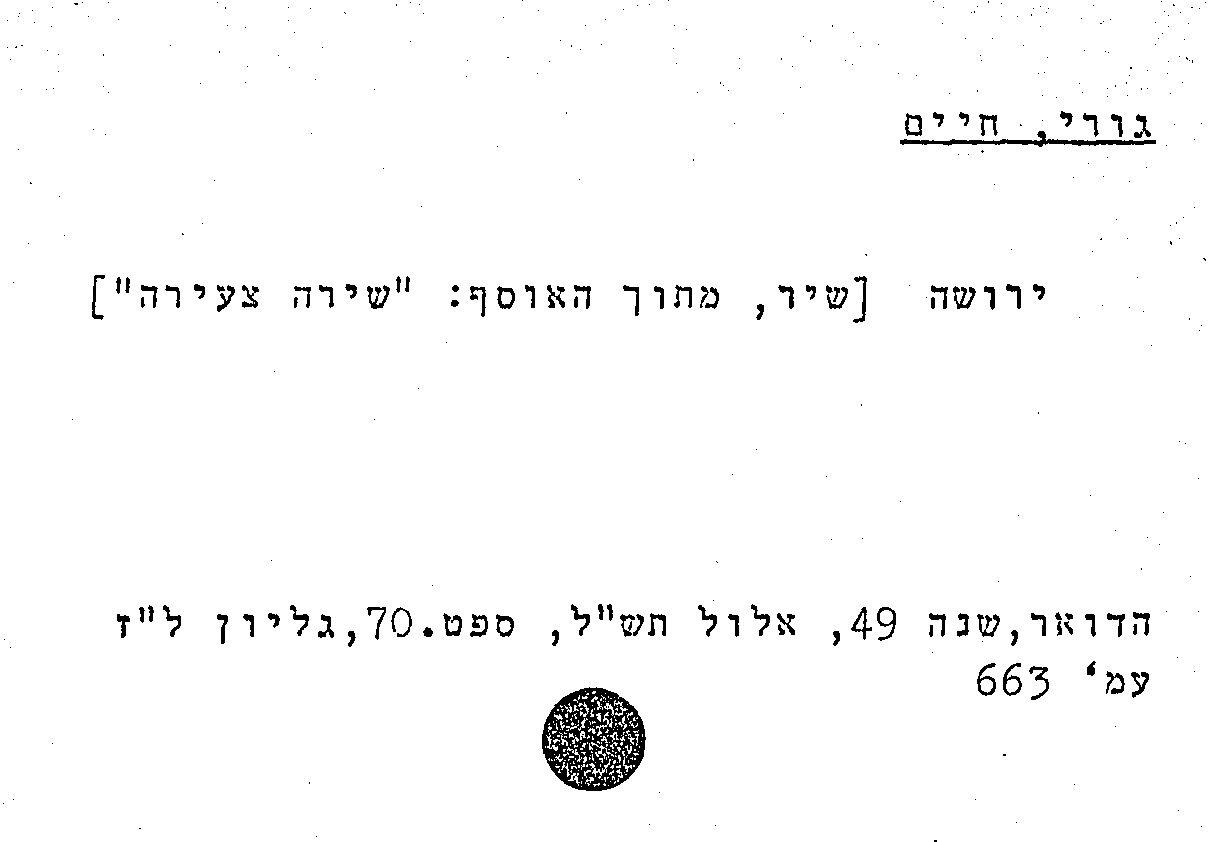 גורי, חיים
ירושה [שיר, מתוך האוסף: "שירה צעירה"]
הדואר,שנה 49, אלול תש"ל, ספט.70,גליון ל"ז
עמ' 663